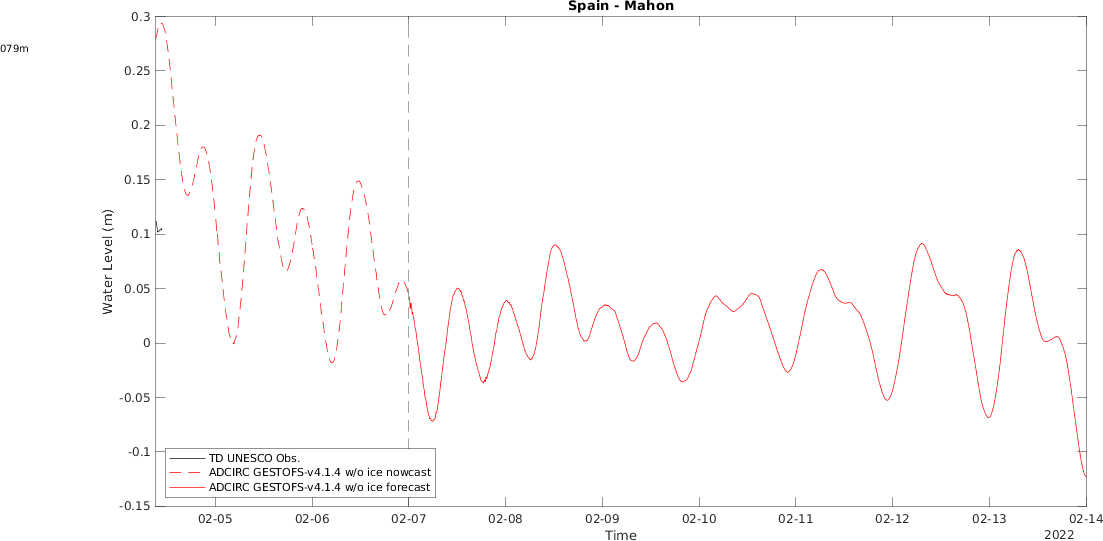 Spain - Mahon
079m
0.3
0.25
0.2
0.15
0.1
0.05
0
-0.05
-0.1
-0.15
Water Level (m)
TD UNESCO Obs.
ADCIRC GESTOFS-v4.1.4 w/o ice nowcast
ADCIRC GESTOFS-v4.1.4 w/o ice forecast
02-05 02-06 02-07 02-08 02-09 02-10 02-11 02-12 02-13 02-14
Time
2022